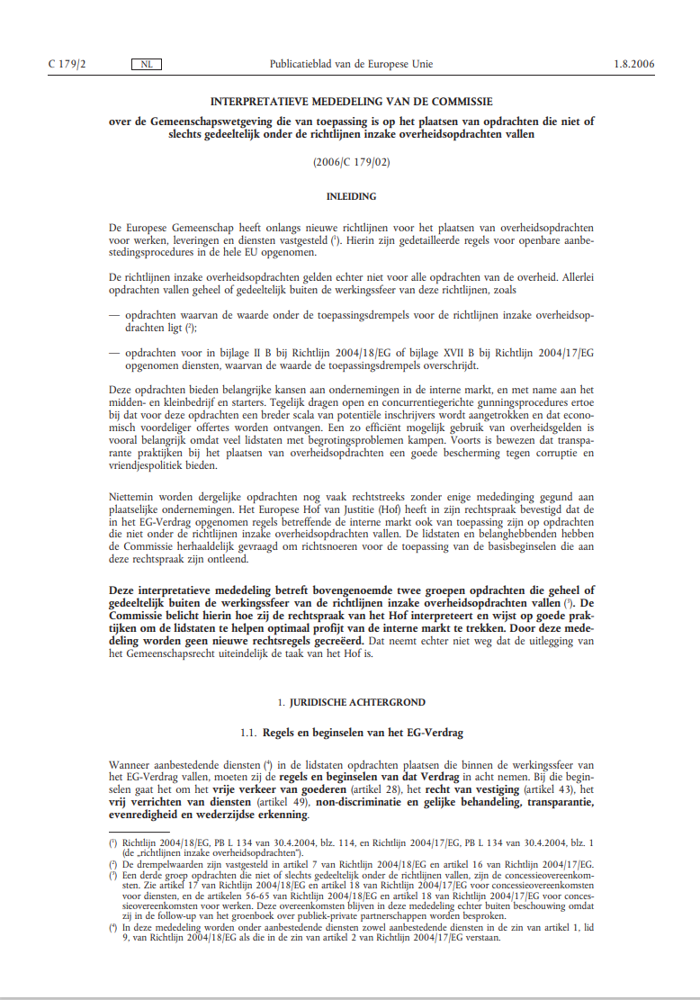 C 179/2 NL Publicatieblad van de Europese Unie 1.8.2006
INTERPRETATIEVE MEDEDELING VAN DE COMMISSIE
over de Gemeenschapswetgeving die van toepassing is op het plaatsen van opdrachten die niet of
slechts gedeeltelijk onder de richtlijnen inzake overheidsopdrachten vallen
(2006/C 179/02)
INLEIDING
De Europese Gemeenschap heeft onlangs nieuwe richtlijnen voor het plaatsen van overheidsopdrachten
voor werken, leveringen en diensten vastgesteld (¹). Hierin zijn gedetailleerde regels voor openbare aanbe-
stedingsprocedures in de hele EU opgenomen.
De richtlijnen inzake overheidsopdrachten gelden echter niet voor alle opdrachten van de overheid. Allerlei
opdrachten vallen geheel of gedeeltelijk buiten de werkingssfeer van deze richtlijnen, zoals
— opdrachten waarvan de waarde onder de toepassingsdrempels voor de richtlijnen inzake overheidsop-
drachten ligt (²);
— opdrachten voor in bijlage II B bij Richtlijn 2004/18/EG of bijlage XVII B bij Richtlijn 2004/17/EG
opgenomen diensten, waarvan de waarde de toepassingsdrempels overschrijdt.
Deze opdrachten bieden belangrijke kansen aan ondernemingen in de interne markt, en met name aan het
midden- en kleinbedrijf en starters. Tegelijk dragen open en concurrentiegerichte gunningsprocedures ertoe
bij dat voor deze opdrachten een breder scala van potentiële inschrijvers wordt aangetrokken en dat econo-
misch voordeliger offertes worden ontvangen. Een zo efficiënt mogelijk gebruik van overheidsgelden is
vooral belangrijk omdat veel lidstaten met begrotingsproblemen kampen. Voorts is bewezen dat transpa-
rante praktijken bij het plaatsen van overheidsopdrachten een goede bescherming tegen corruptie en
vriendjespolitiek bieden.
Niettemin worden dergelijke opdrachten nog vaak rechtstreeks zonder enige mededinging gegund aan
plaatselijke ondernemingen. Het Europese Hof van Justitie (Hof) heeft in zijn rechtspraak bevestigd dat de
in het EG-Verdrag opgenomen regels betreffende de interne markt ook van toepassing zijn op opdrachten
die niet onder de richtlijnen inzake overheidsopdrachten vallen. De lidstaten en belanghebbenden hebben
de Commissie herhaaldelijk gevraagd om richtsnoeren voor de toepassing van de basisbeginselen die aan
deze rechtspraak zijn ontleend.
Deze interpretatieve mededeling betreft bovengenoemde twee groepen opdrachten die geheel of
gedeeltelijk buiten de werkingssfeer van de richtlijnen inzake overheidsopdrachten vallen (³). De
Commissie belicht hierin hoe zij de rechtspraak van het Hof interpreteert en wijst op goede prak-
tijken om de lidstaten te helpen optimaal profijt van de interne markt te trekken. Door deze mede-
deling worden geen nieuwe rechtsregels gecreëerd. Dat neemt echter niet weg dat de uitlegging van
het Gemeenschapsrecht uiteindelijk de taak van het Hof is.
1. JURIDISCHE ACHTERGROND
1.1. Regels en beginselen van het EG-Verdrag
Wanneer aanbestedende diensten (⁴) in de lidstaten opdrachten plaatsen die binnen de werkingssfeer van
het EG-Verdrag vallen, moeten zij de regels en beginselen van dat Verdrag in acht nemen. Bij die begin-
selen gaat het om het vrije verkeer van goederen (artikel 28), het recht van vestiging (artikel 43), het
vrij verrichten van diensten (artikel 49), non-discriminatie en gelijke behandeling, transparantie,
evenredigheid en wederzijdse erkenning.
(¹) Richtlijn 2004/18/EG, PB L 134 van 30.4.2004, blz. 114, en Richtlijn 2004/17/EG, PB L 134 van 30.4.2004, blz. 1
(de „richtlijnen inzake overheidsopdrachten”).
(²) De drempelwaarden zijn vastgesteld in artikel 7 van Richtlijn 2004/18/EG en artikel 16 van Richtlijn 2004/17/EG.
(³) Een derde groep opdrachten die niet of slechts gedeeltelijk onder de richtlijnen vallen, zijn de concessieovereenkom-
sten. Zie artikel 17 van Richtlijn 2004/18/EG en artikel 18 van Richtlijn 2004/17/EG voor concessieovereenkomsten
voor diensten, en de artikelen 56-65 van Richtlijn 2004/18/EG en artikel 18 van Richtlijn 2004/17/EG voor conces-
sieovereenkomsten voor werken. Deze overeenkomsten blijven in deze mededeling echter buiten beschouwing omdat
zij in de follow-up van het groenboek over publiek-private partnerschappen worden besproken.
(⁴) In deze mededeling worden onder aanbestedende diensten zowel aanbestedende diensten in de zin van artikel 1, lid
9, van Richtlijn 2004/18/EG als die in de zin van artikel 2 van Richtlijn 2004/17/EG verstaan.